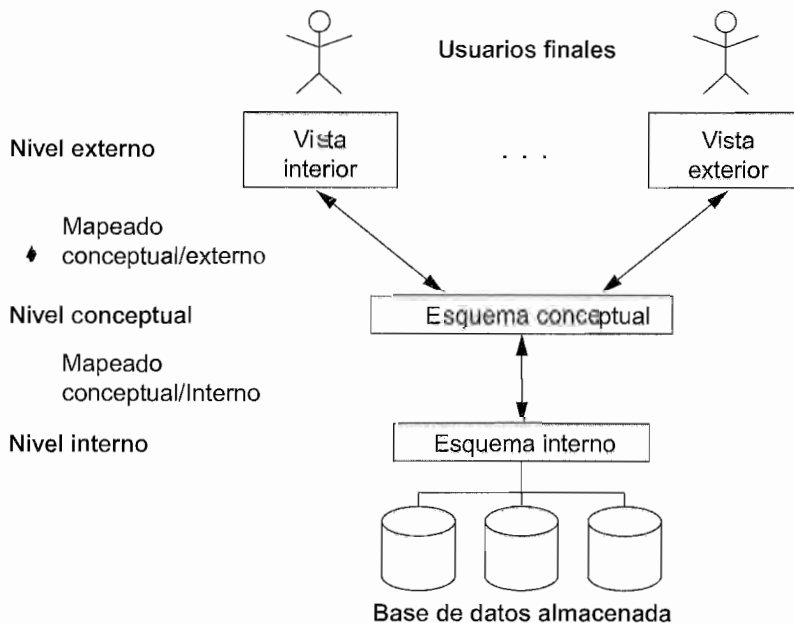 Usuarios finales
Nivel externo
Vista
interior
. . .
Vista
exterior
Mapeado
conceptual/externo
Nivel conceptual
Esquema conceptual
Mapeado
conceptual/Interno
Nivel interno
Esquema interno
Base de datos almacenada